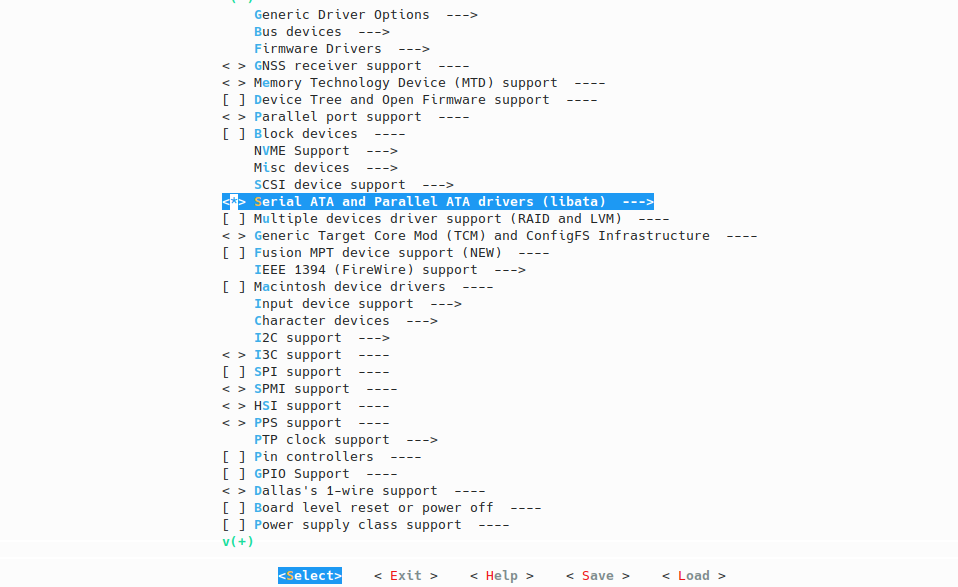 Generic Driver Options  --->
Bus devices  --->
Firmware Drivers  --->
< > GNSS receiver support  ----
< > Memory Technology Device (MTD) support  ----
[ ] Device Tree and Open Firmware support  ----
< > Parallel port support  ----
[ ] Block devices  ----
NVME Support  --->
Misc devices  --->
SCSI device support  --->
<*> Serial ATA and Parallel ATA drivers (libata)  --->
[ ] Multiple devices driver support (RAID and LVM)  ----
< > Generic Target Core Mod (TCM) and ConfigFS Infrastructure  ----
[ ] Fusion MPT device support (NEW)  ----
IEEE 1394 (FireWire) support  --->
[ ] Macintosh device drivers  ----
Input device support  --->
Character devices  --->
I2C support  --->
< > I3C support  ----
[ ] SPI support  ----
< > SPMI support  ----
< > HSI support  ----
< > PPS support  ----
PTP clock support  --->
[ ] Pin controllers  ----
[ ] GPIO Support  ----
< > Dallas's 1-wire support  ----
[ ] Board level reset or power off  ----
[ ] Power supply class support  ----
v(+)
<Select>    < Exit >    < Help >    < Save >    < Load >